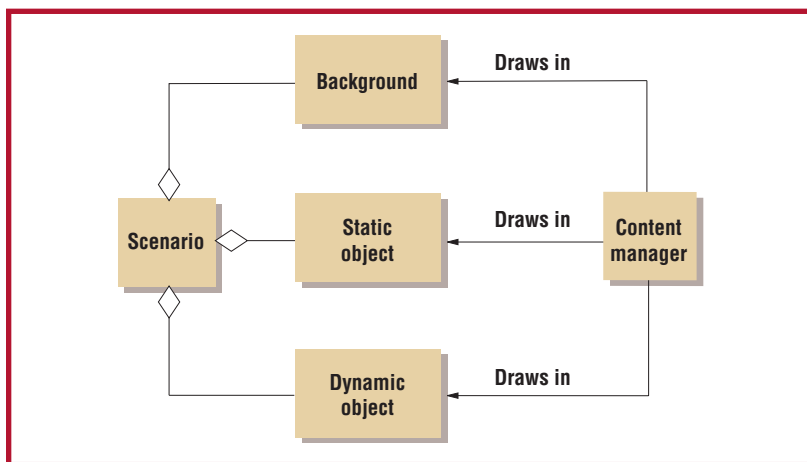 Background
Draws in
Scenario
Static
object
Draws in
Content
manager
Dynamic
object
Draws in